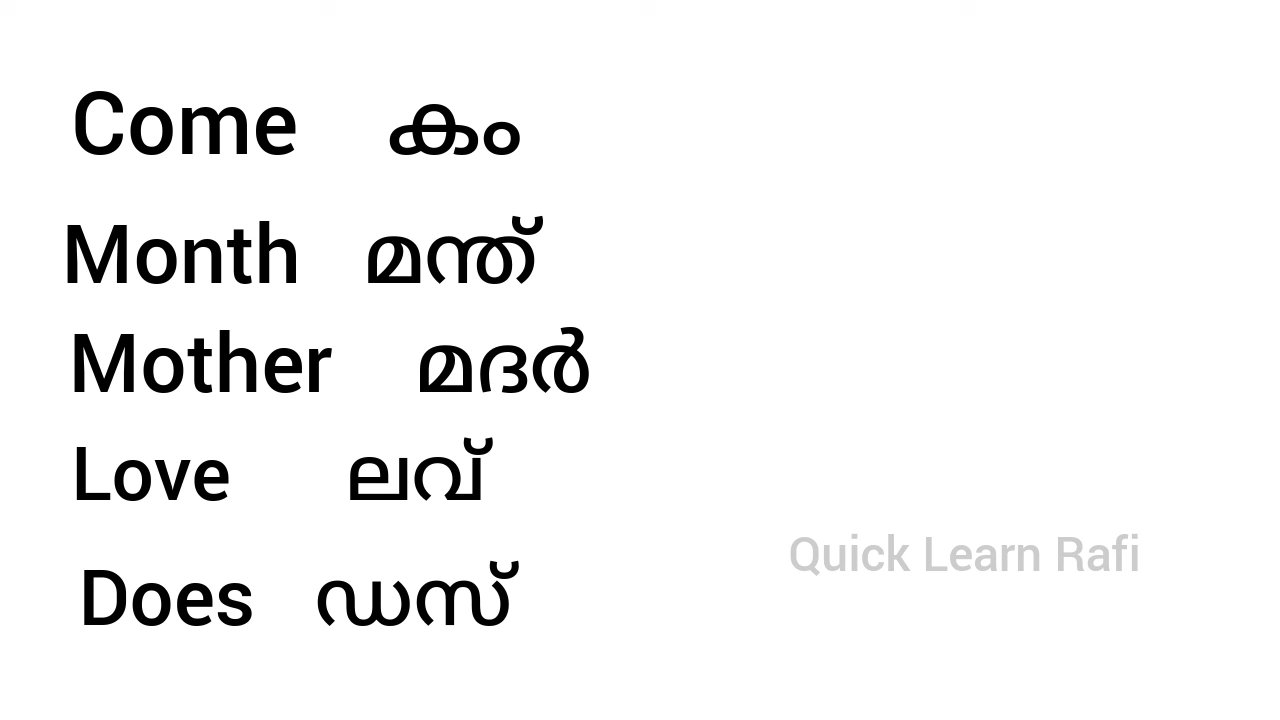 Come കം
Month മന്ത്
Mother മദർ
Love ലവ്
Quick Learn Rafi
Does ഡസ്